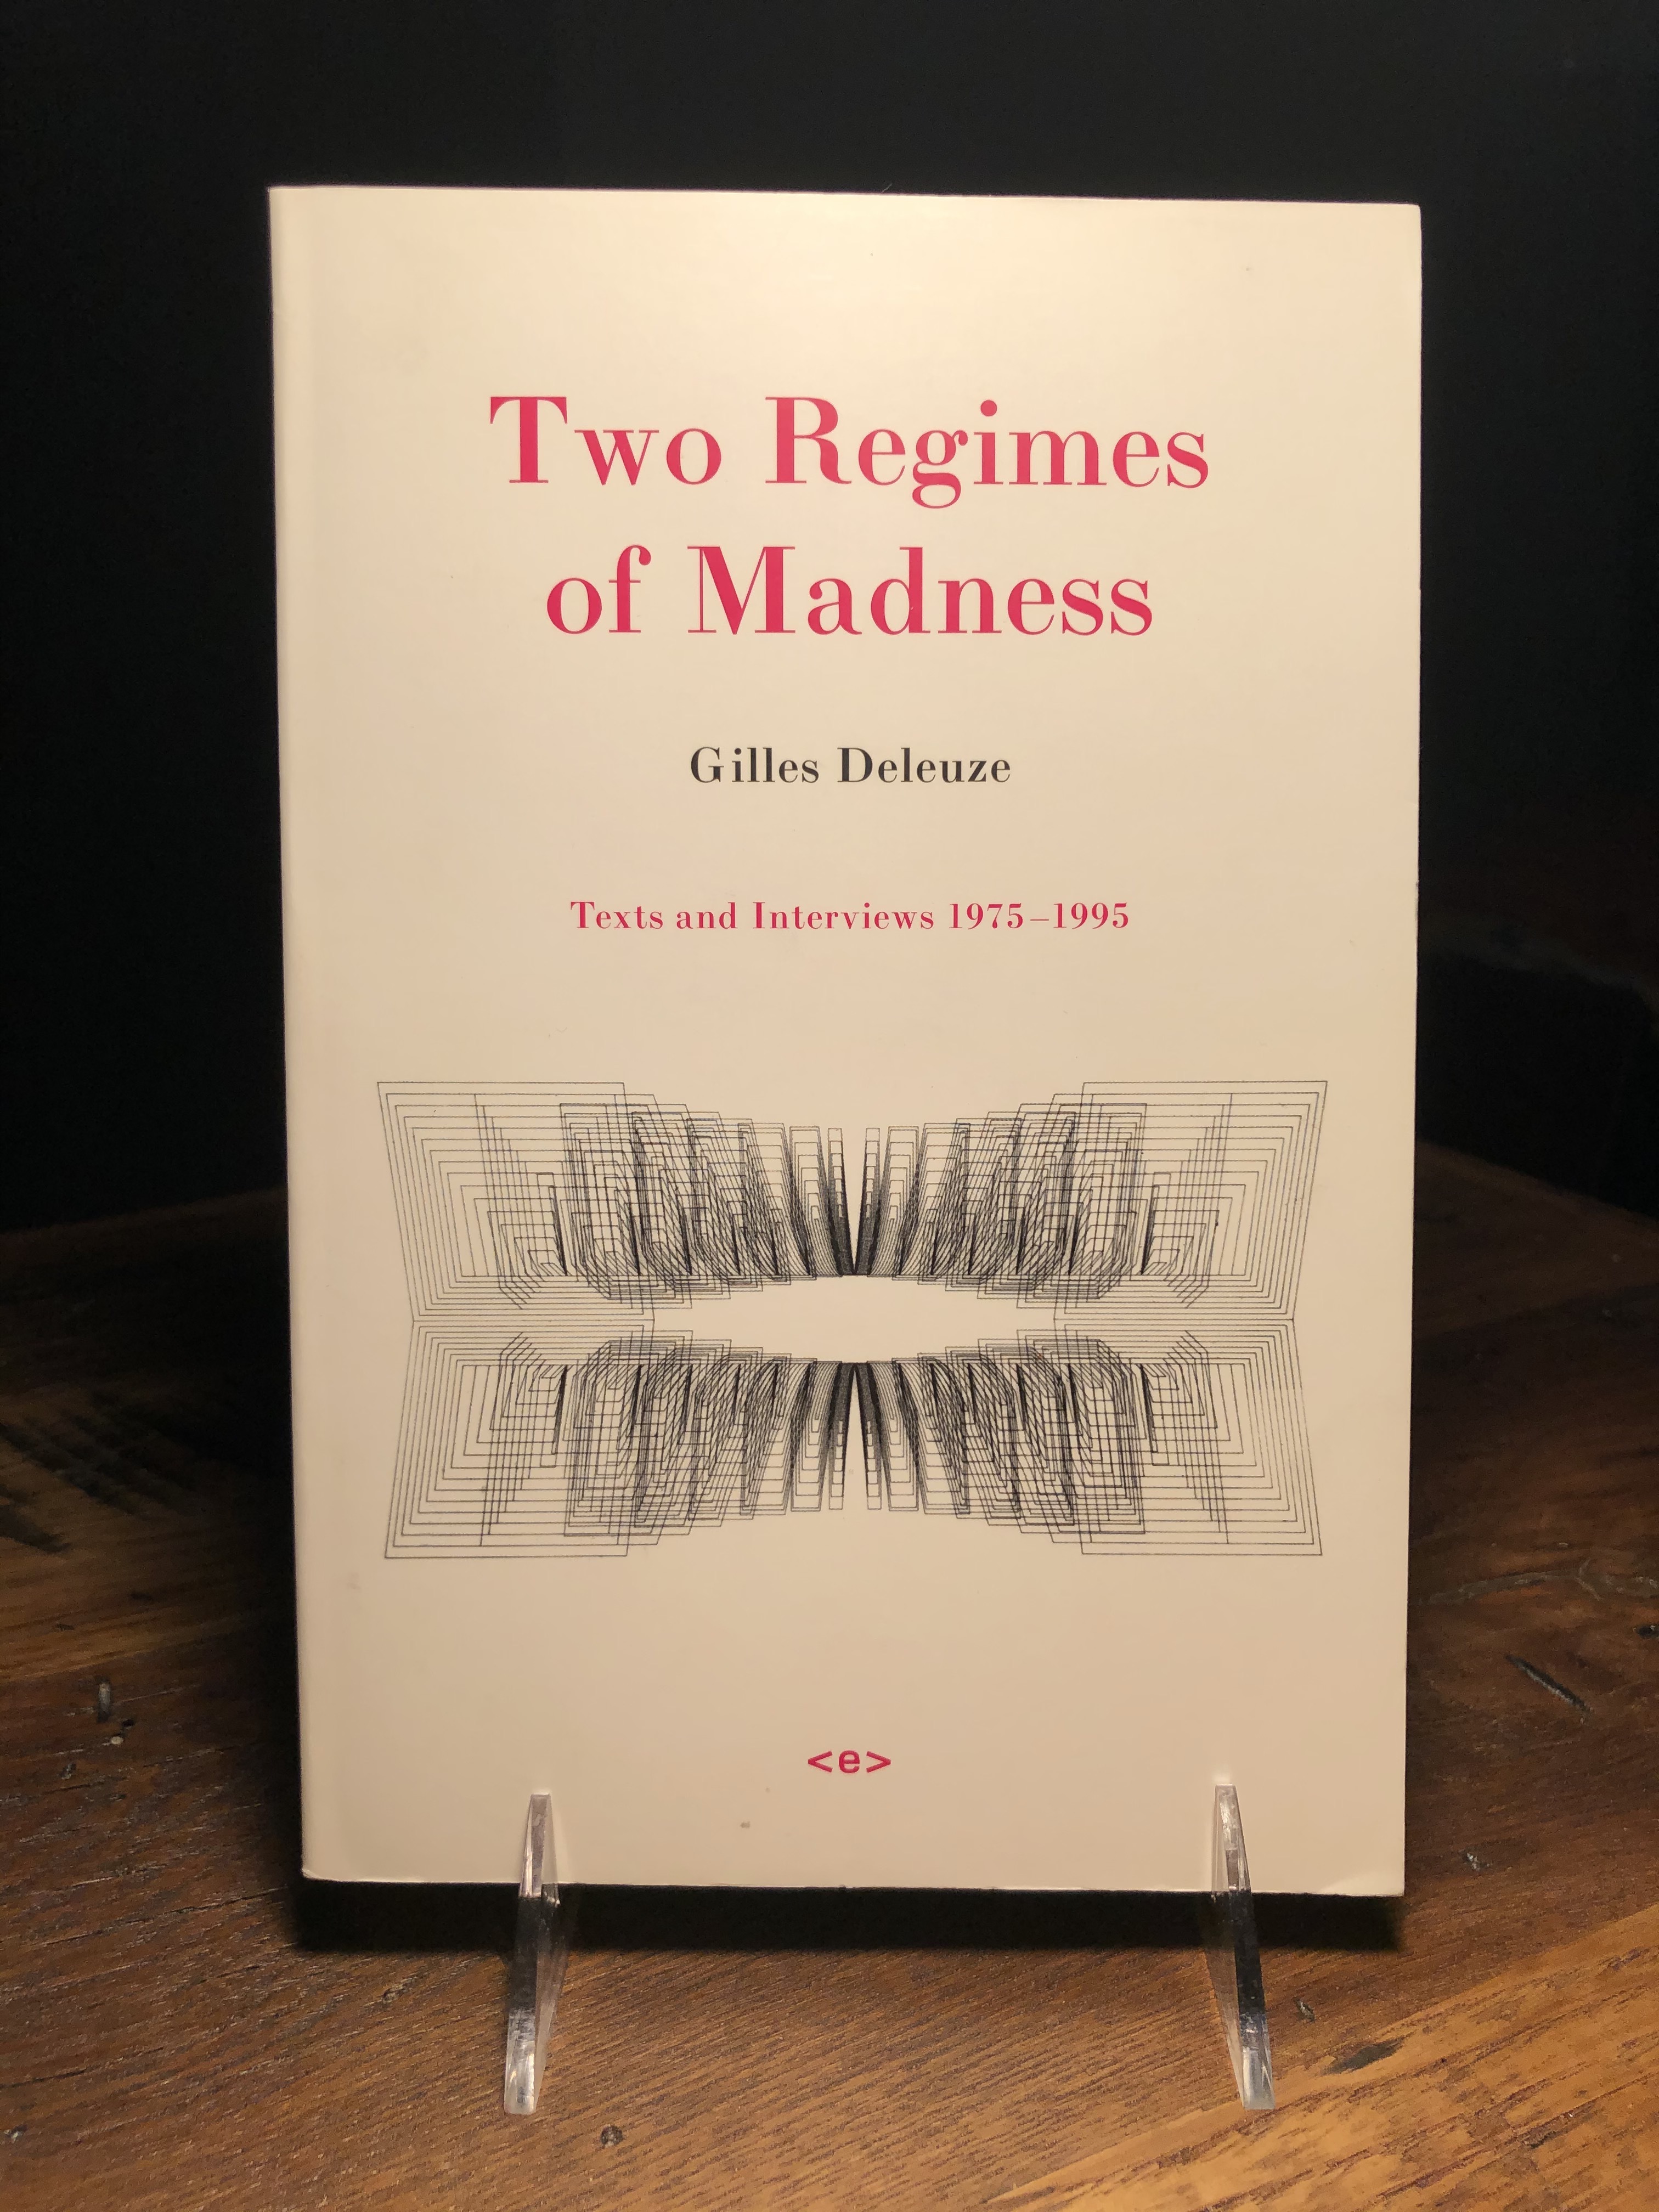 Two Regimes
of Madness
Gilles Deleuze
Texts and Interviews 1975–1995
<e>